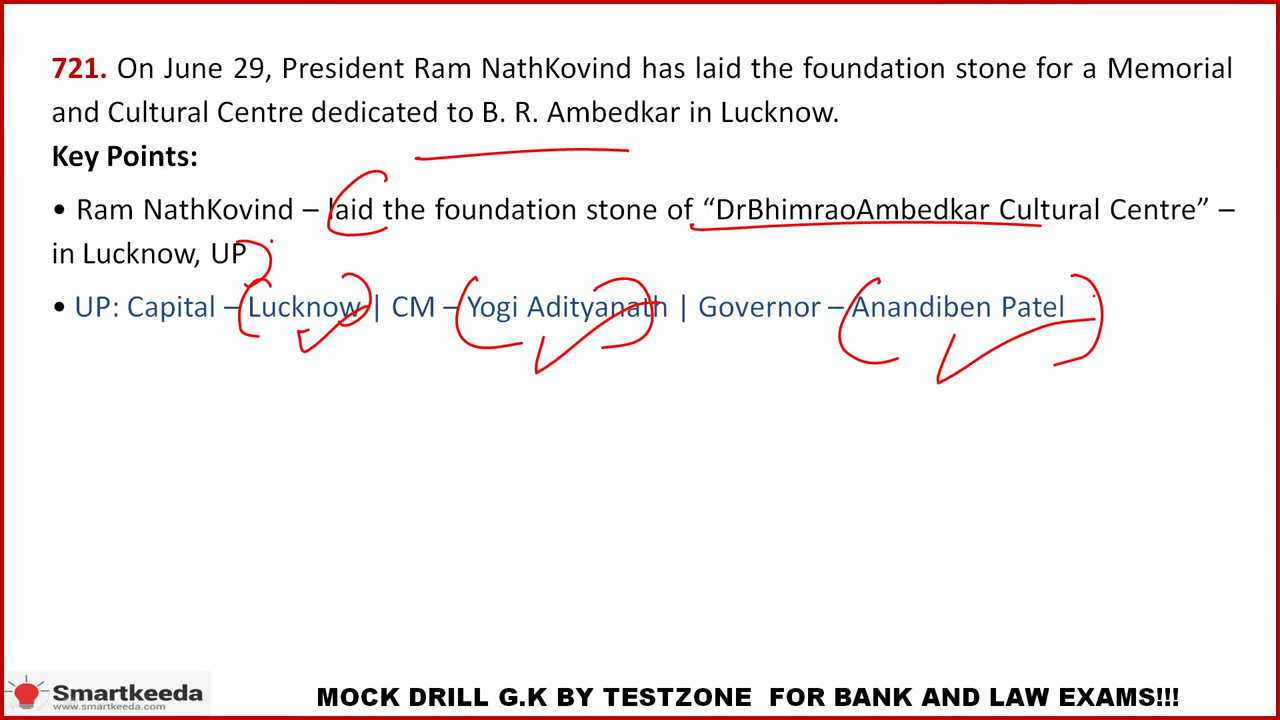 721. On June 29, President Ram NathKovind has laid the foundation stone for a Memorial
and Cultural Centre dedicated to B. R. Ambedkar in Lucknow.
Key Points:
• Ram NathKovind – laid the foundation stone of “DrBhimraoAmbedkar Cultural Centre” –
in Lucknow, UP
• UP: Capital – Lucknow | CM – Yogi Adityanath | Governor – Anandiben Patel
Smartkeeda
www.smartkeeda.com
MOCK DRILL G.K BY TESTZONE FOR BANK AND LAW EXAMS!!!